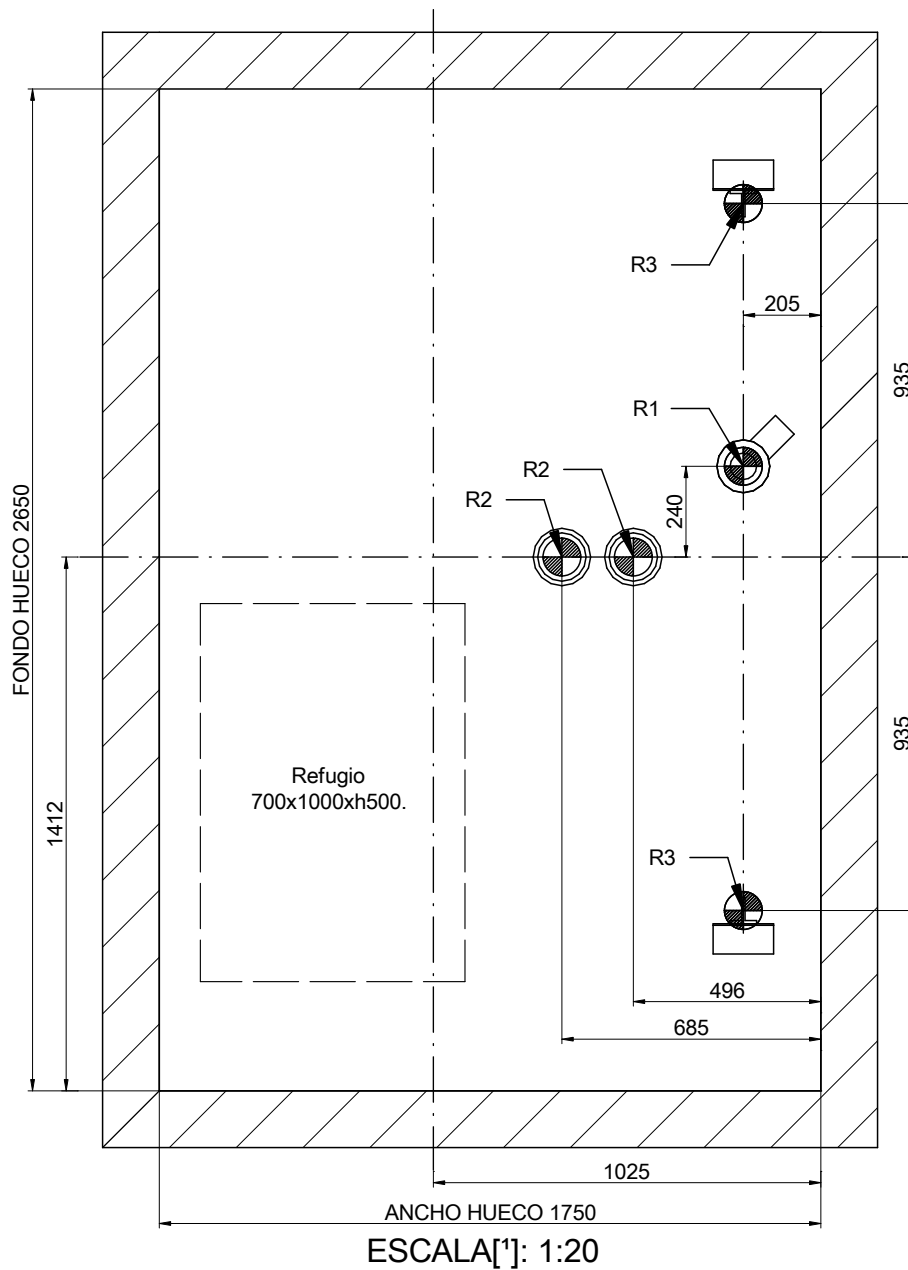 R3
205
935
R1
R2
R2
240
FONDO HUECO 2650
Refugio
700x1000xh500.
1412
935
R3
496
685
1025
ANCHO HUECO 1750
ESCALA[¹]: 1:20